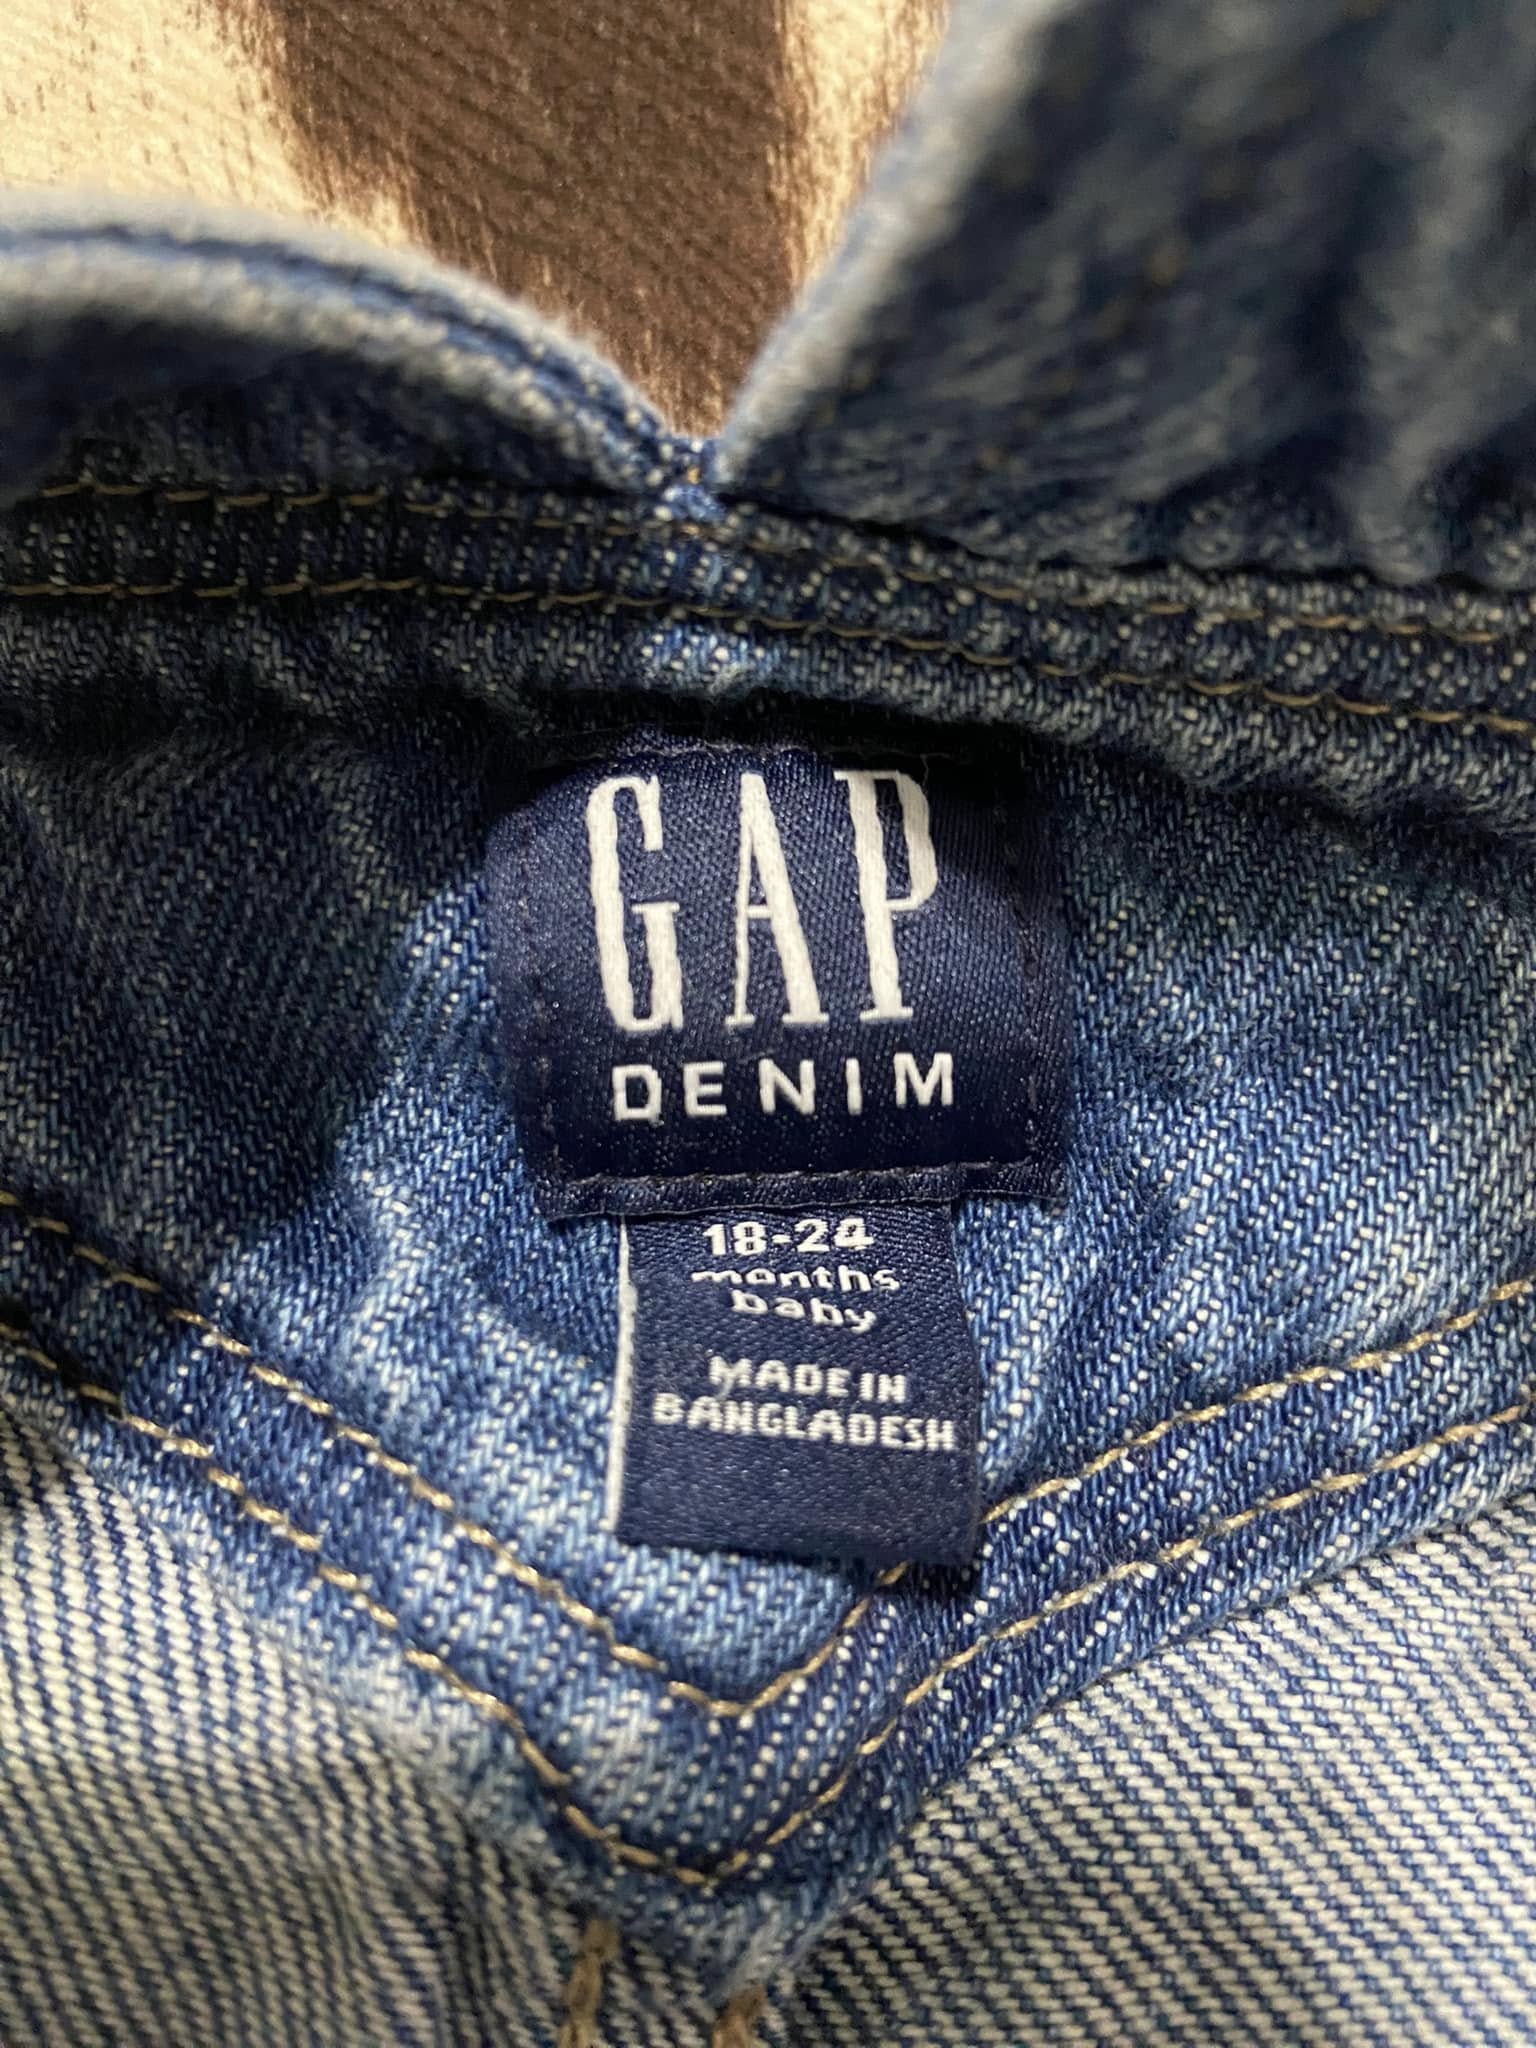 GAP
DENIM
18-24
months
baby
MADE IN
BANGLADESH